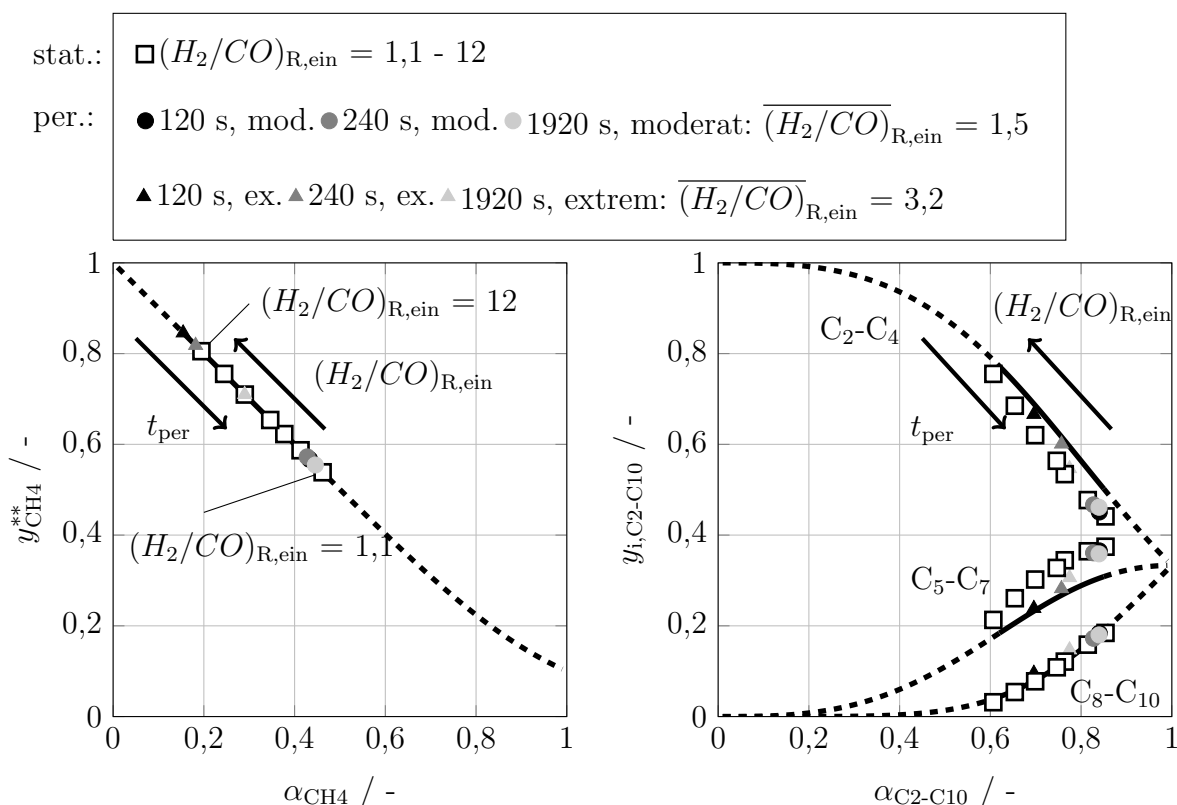 stat.: (H₂/CO)R,ein = 1,1 - 12
per.: 120 s, mod. 240 s, mod. 1920 s, moderat: (H₂/CO)R,ein = 1,5
120 s, ex. 240 s, ex. 1920 s, extrem: (H₂/CO)R,ein = 3,2
y**CH4 / -
1
0,8
0,6
0,4
0,2
0
(H₂/CO)R,ein = 12
(H₂/CO)R,ein
tper
(H₂/CO)R,ein = 1,1
0 0,2 0,4 0,6 0,8 1
αCH4 / -
yi,C2-C10 / -
1
0,8
0,6
0,4
0,2
0
C₂-C₄
(H₂/CO)R,ein
tper
C₅-C₇
C₈-C₁₀
0 0,2 0,4 0,6 0,8 1
αC2-C10 / -